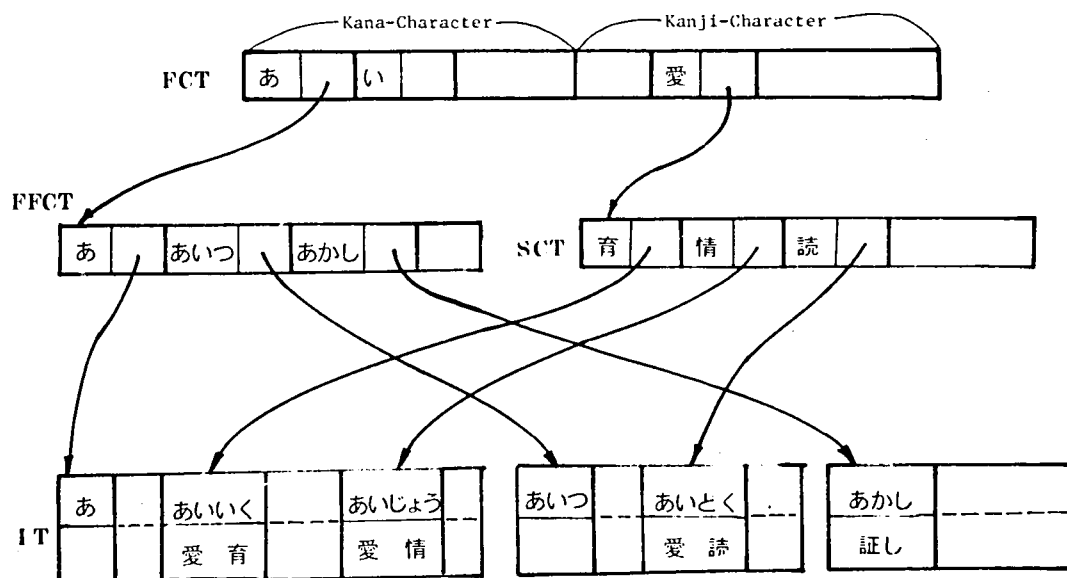 Kana-Character Kanji-Character
FCT あ い 愛
FFCT
あ あいつ あかし
SCT 育 情 読
あ あいいく あいじょう あいつ あいとく あかし
IT
愛 育 愛 情 愛 読 証し